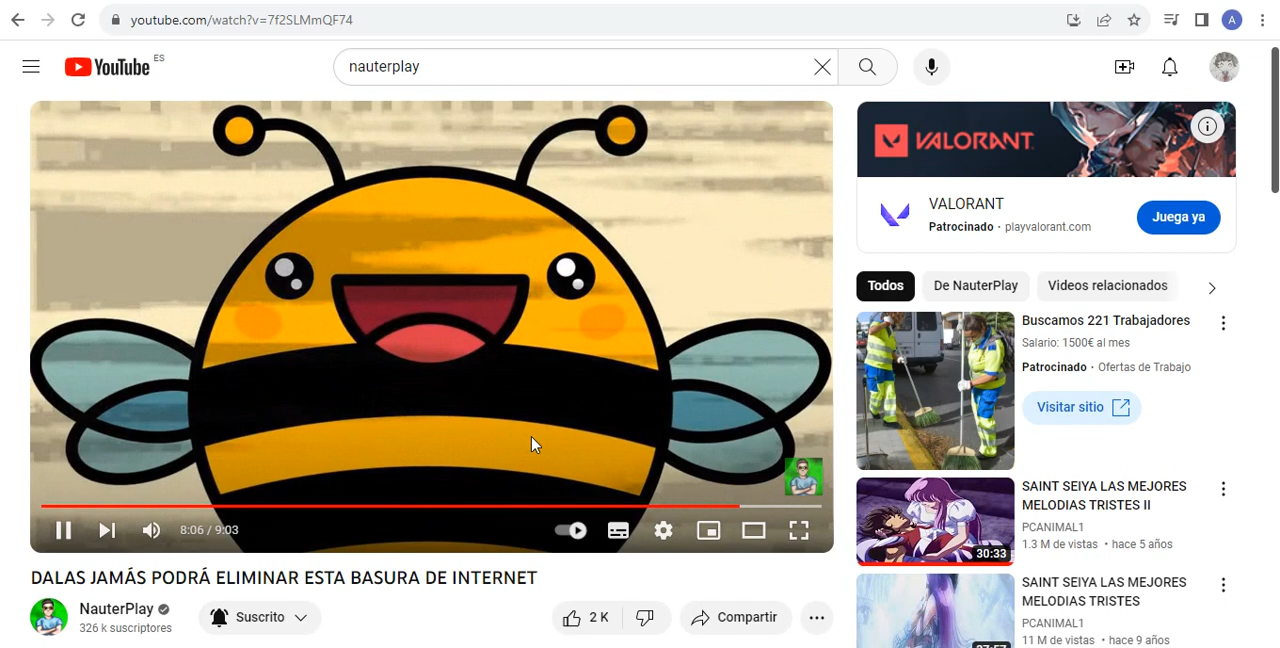 youtube.com/watch?v=7f2SLMmQF74
A
YouTube ES
nauterplay
VALORANT
VALORANT
Patrocinado · playvalorant.com
Juega ya
Todos
De NauterPlay
Videos relacionados
Buscamos 221 Trabajadores
Salario: 1500€ al mes
Patrocinado · Ofertas de Trabajo
Visitar sitio
8:06 / 9:03
SAINT SEIYA LAS MEJORES
MELODIAS TRISTES II
PCANIMAL1
1.3 M de vistas • hace 5 años
30:33
DALAS JAMÁS PODRÁ ELIMINAR ESTA BASURA DE INTERNET
NauterPlay
326 k suscriptores
Suscrito
2 K
Compartir
SAINT SEIYA LAS MEJORES
MELODIAS TRISTES
PCANIMAL1
11 M de vistas • hace 9 años